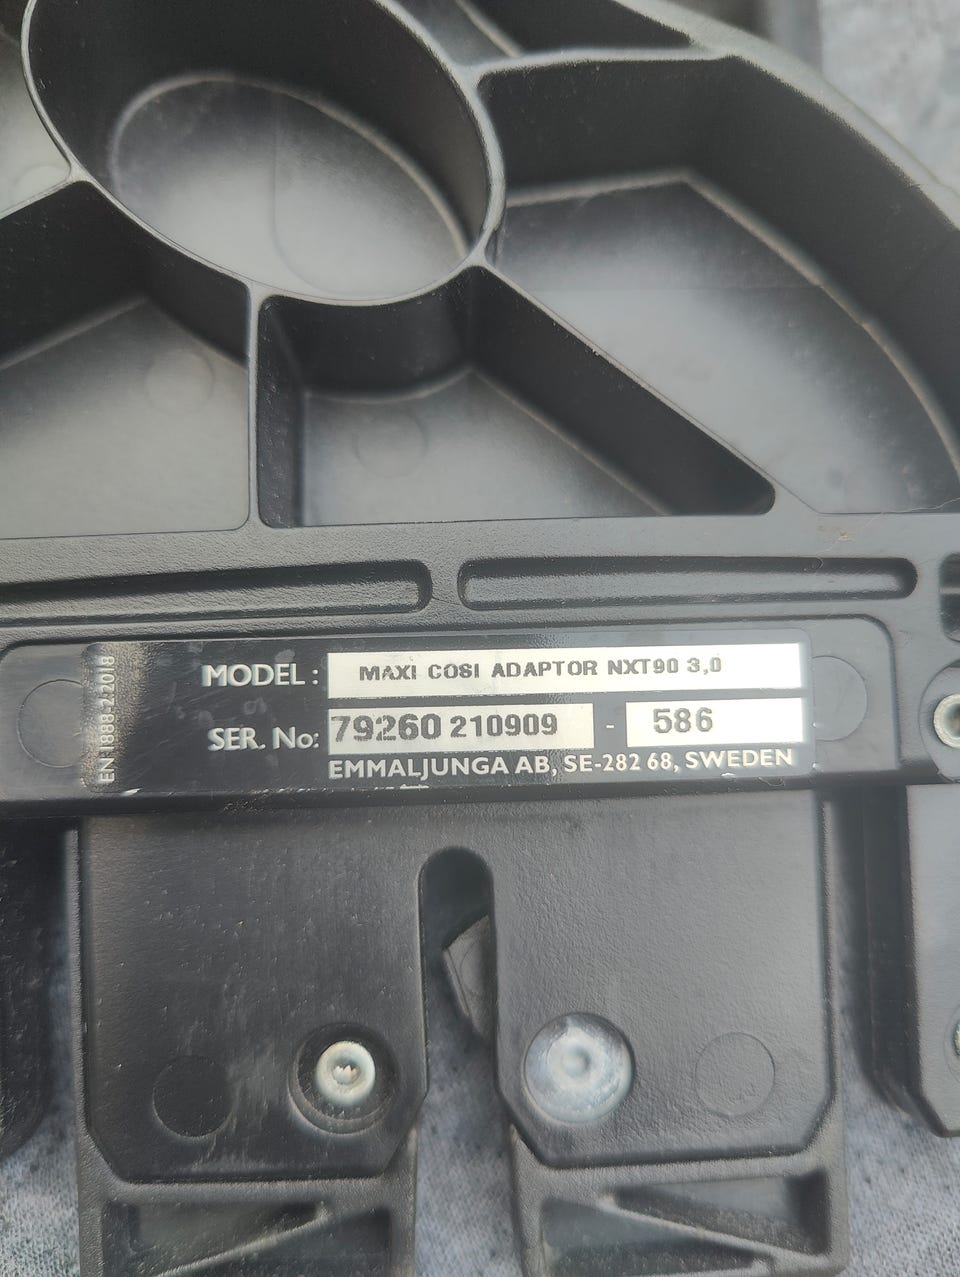 EN 1888-2:2018
MODEL: MAXI COSI ADAPTOR NXT90 3,0
SER. No: 79260 210909 - 586
EMMALJUNGA AB, SE-282 68, SWEDEN